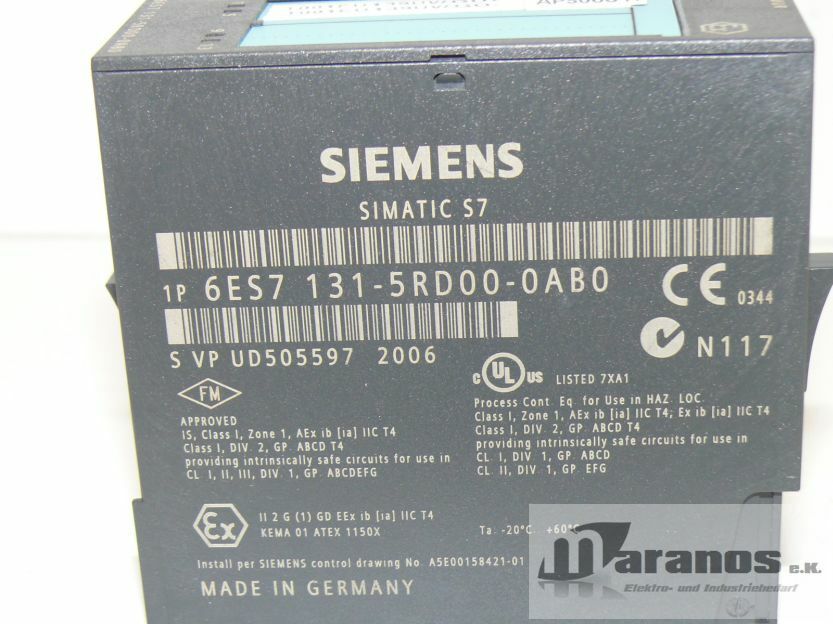 SIEMENS
SIMATIC S7
1P 6ES7 131-5RD00-0AB0
CE 0344
S VP UD505597 2006
N117
FM
APPROVED
IS, Class I, Zone 1, AEx ib [ia] IIC T4
Class I, DIV. 2, GP. ABCD T4
providing intrinsically safe circuits for use in
CL. I, II, III, DIV. 1, GP. ABCDEFG
c UL us LISTED 7XA1
Process Cont. Eq. for Use in HAZ. LOC.
Class I, Zone 1, AEx ib [ia] IIC T4; Ex ib [ia] IIC T4
Class I, DIV. 2, GP. ABCD T4
providing intrinsically safe circuits for use in
CL. I, DIV. 1, GP. ABCD
CL. II, DIV. 1, GP. EFG
Ex
II 2 G (1) GD EEx ib [ia] IIC T4
KEMA 01 ATEX 1150X
Ta: -20°C...+60°C
Install per SIEMENS control drawing No. A5E00158421-01
MADE IN GERMANY
Maranos e.K.
Elektro- und Industriebedarf